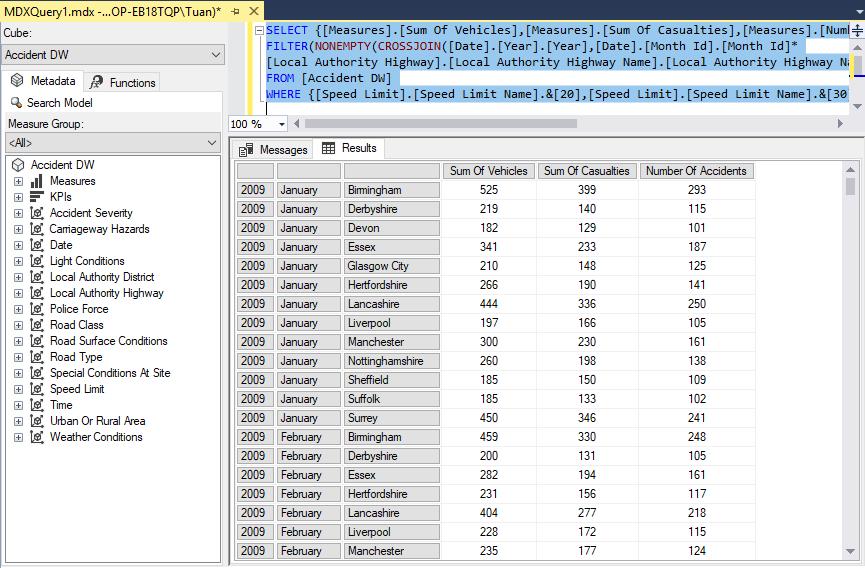 MDXQuery1.mdx -...OP-EB18TQP\Tuan)*
Cube:
Accident DW
Metadata
Functions
Search Model
Measure Group:
<All>
Accident DW
Measures
KPIs
Accident Severity
Carriageway Hazards
Date
Light Conditions
Local Authority District
Local Authority Highway
Police Force
Road Class
Road Surface Conditions
Road Type
Special Conditions At Site
Speed Limit
Time
Urban Or Rural Area
Weather Conditions
SELECT {[Measures].[Sum Of Vehicles],[Measures].[Sum Of Casualties],[Measures].[Num
FILTER(NONEMPTY(CROSSJOIN([Date].[Year].[Year],[Date].[Month Id].[Month Id]*
[Local Authority Highway].[Local Authority Highway Name].[Local Authority Highway Na
FROM [Accident DW]
WHERE {[Speed Limit].[Speed Limit Name].&[20],[Speed Limit].[Speed Limit Name].&[30
100 %
Messages
Results
Sum Of Vehicles Sum Of Casualties Number Of Accidents
2009 January Birmingham 525 399 293
2009 January Derbyshire 219 140 115
2009 January Devon 182 129 101
2009 January Essex 341 233 187
2009 January Glasgow City 210 148 125
2009 January Hertfordshire 266 190 141
2009 January Lancashire 444 336 250
2009 January Liverpool 197 166 105
2009 January Manchester 300 230 161
2009 January Nottinghamshire 260 198 138
2009 January Sheffield 185 150 109
2009 January Suffolk 185 133 102
2009 January Surrey 450 346 241
2009 February Birmingham 459 330 248
2009 February Derbyshire 200 131 105
2009 February Essex 282 194 161
2009 February Hertfordshire 231 156 117
2009 February Lancashire 404 277 218
2009 February Liverpool 228 172 115
2009 February Manchester 235 177 124